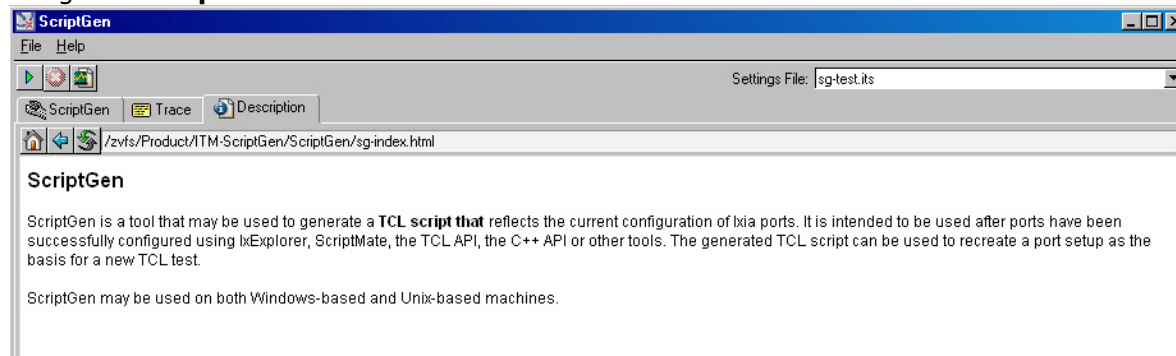 ScriptGen
File Help
Settings File: sg-test.its
ScriptGen Trace Description
/zvfs/Product/ITM-ScriptGen/ScriptGen/sg-index.html
ScriptGen
ScriptGen is a tool that may be used to generate a TCL script that reflects the current configuration of Ixia ports. It is intended to be used after ports have been
successfully configured using IxExplorer, ScriptMate, the TCL API, the C++ API or other tools. The generated TCL script can be used to recreate a port setup as the
basis for a new TCL test.
ScriptGen may be used on both Windows-based and Unix-based machines.